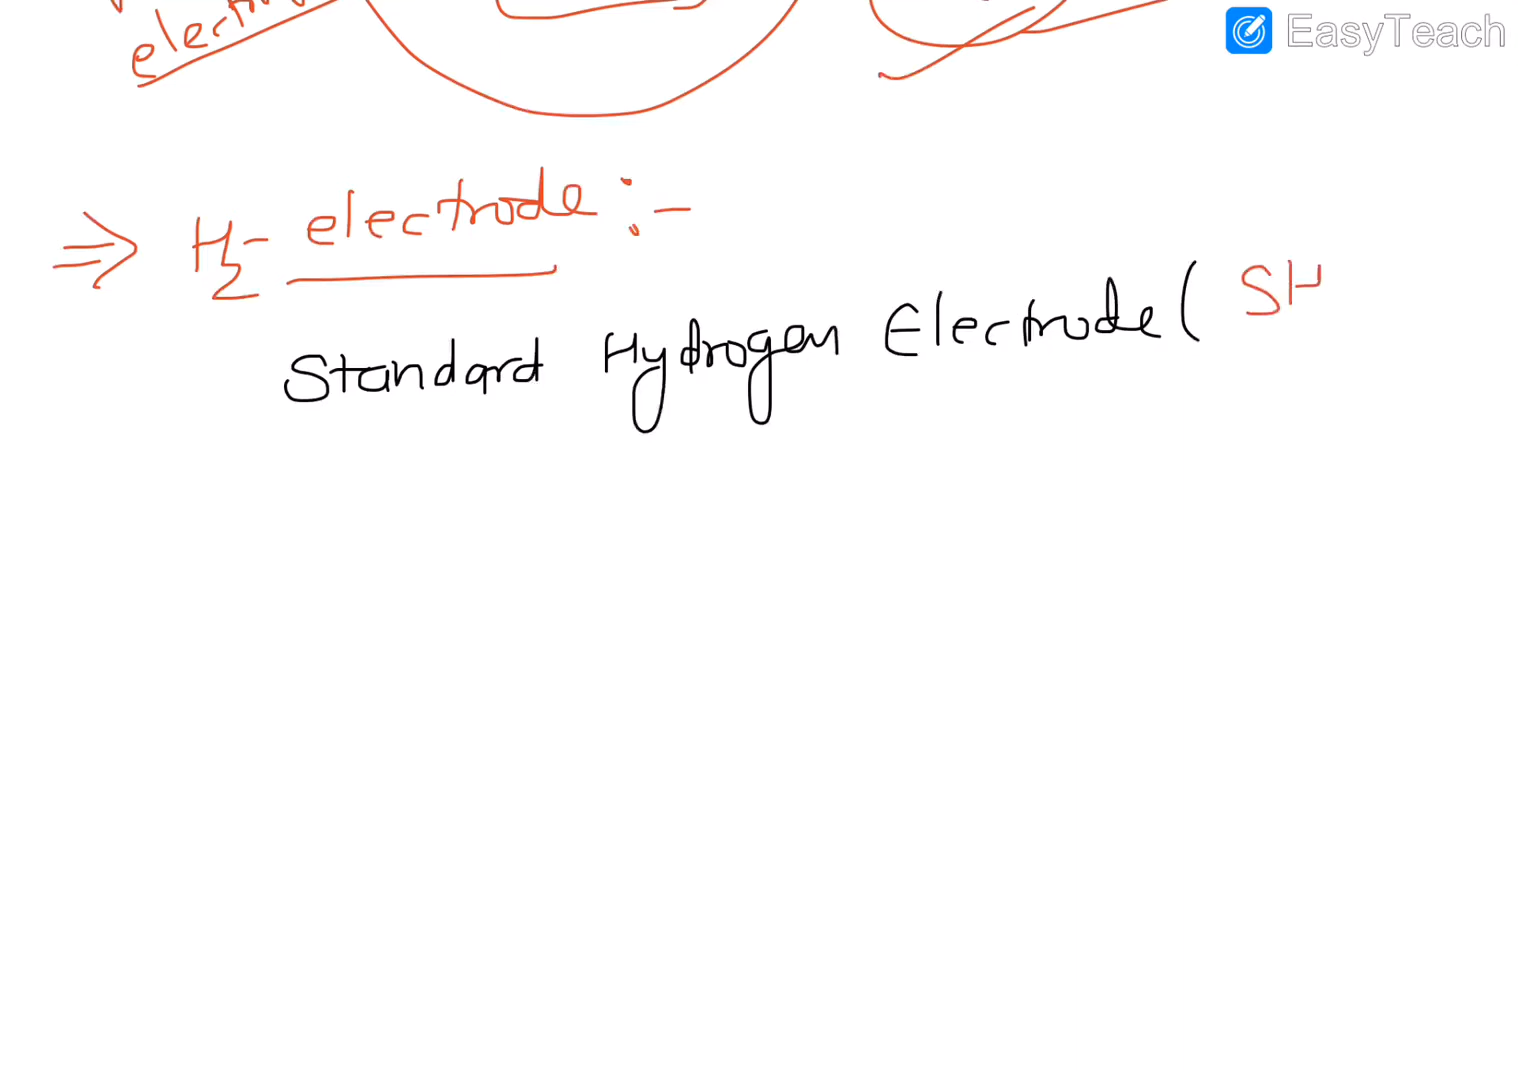 EasyTeach
⇒ H₂- electrode :-
Standard Hydrogen Electrode ( SH